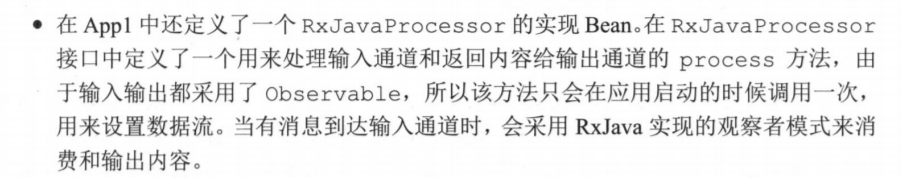 ● 在 App1 中还定义了一个 RxJavaProcessor 的实现 Bean。在 RxJavaProcessor
接口中定义了一个用来处理输入通道和返回内容给输出通道的 process 方法，由
于输入输出都采用了 Observable，所以该方法只会在应用启动的时候调用一次，
用来设置数据流。当有消息到达输入通道时，会采用 RxJava 实现的观察者模式来消
费和输出内容。